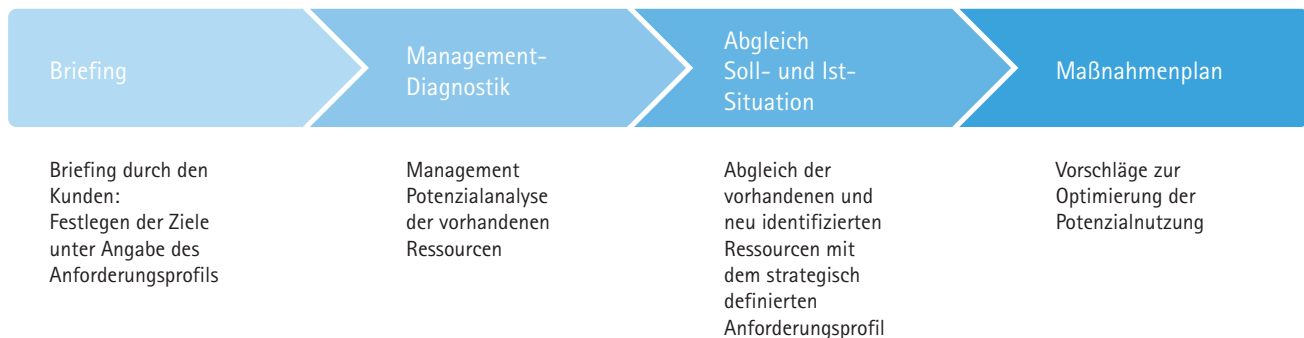 Briefing
Management-
Diagnostik
Abgleich
Soll- und Ist-
Situation
Maßnahmenplan
Briefing durch den
Kunden:
Festlegen der Ziele
unter Angabe des
Anforderungsprofils
Management
Potenzialanalyse
der vorhandenen
Ressourcen
Abgleich der
vorhandenen und
neu identifizierten
Ressourcen mit
dem strategisch
definierten
Anforderungsprofil
Vorschläge zur
Optimierung der
Potenzialnutzung